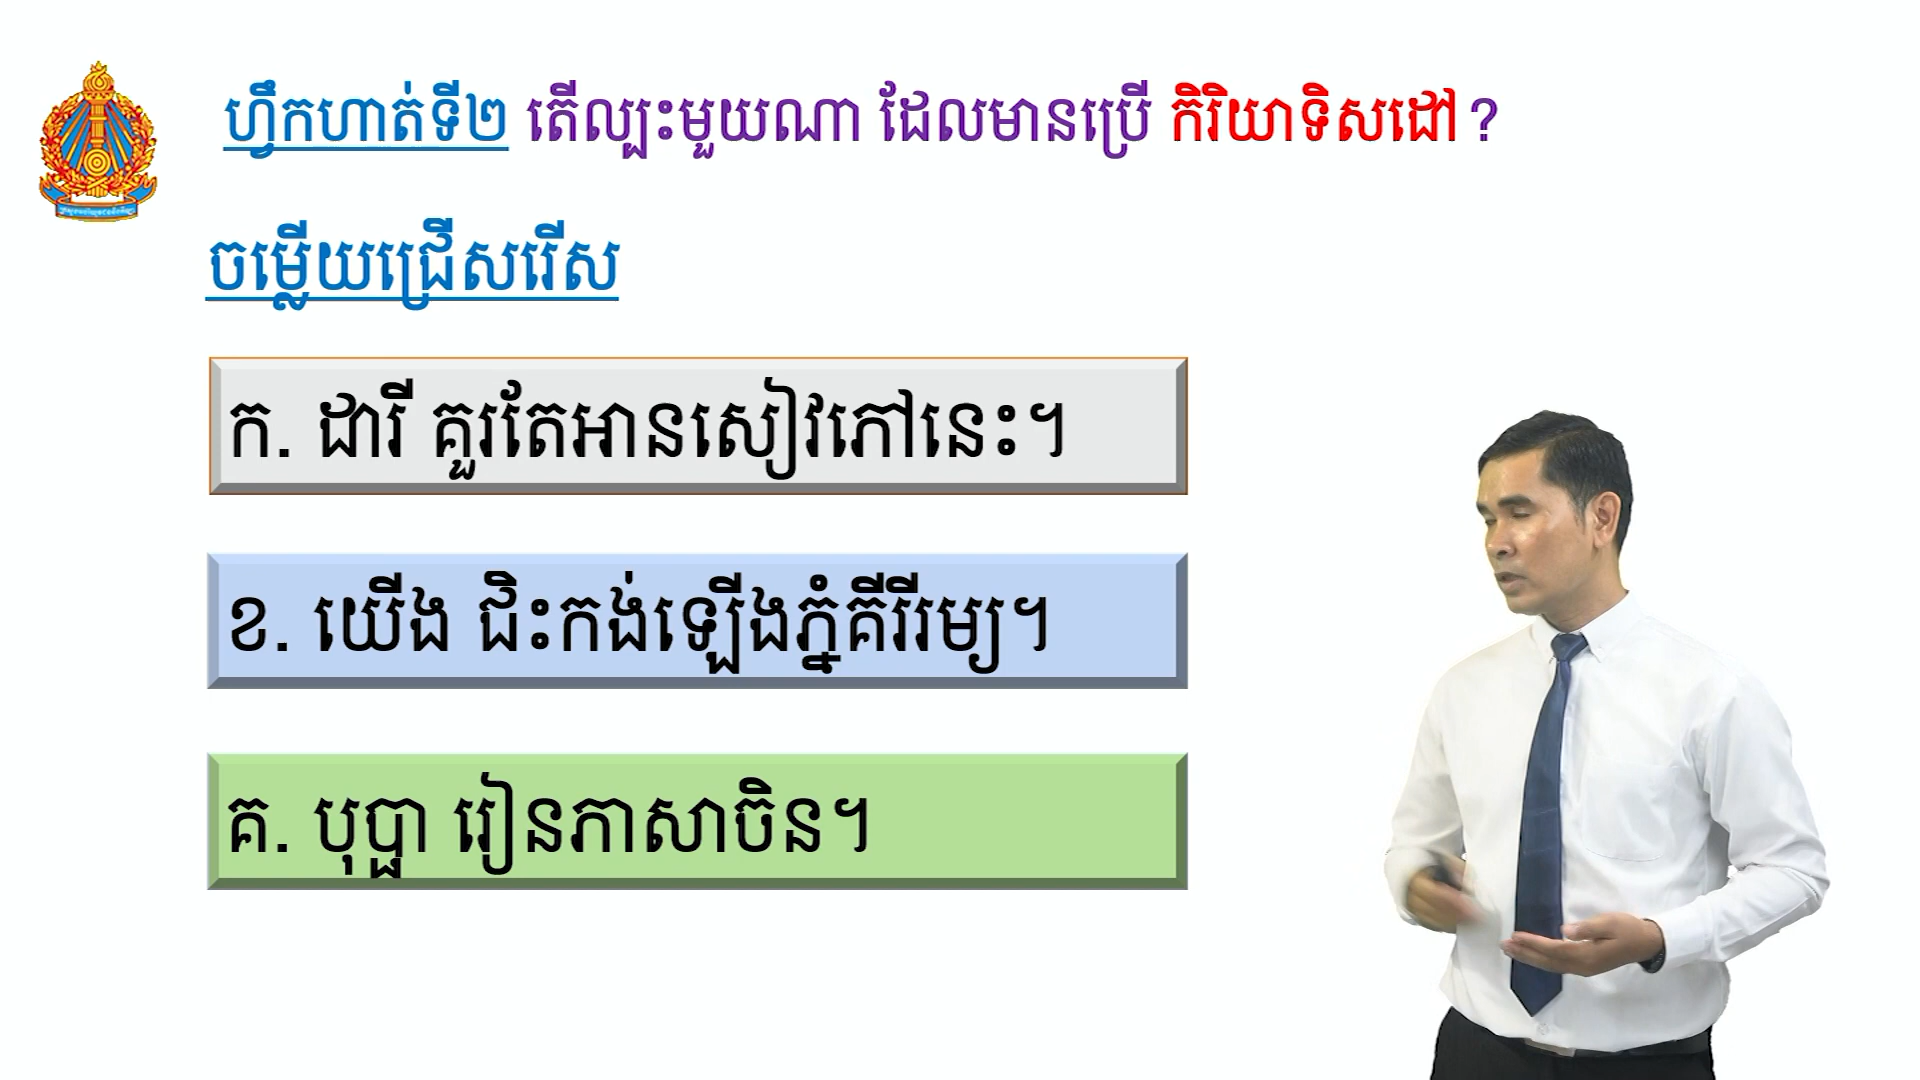 ហ្វឹកហាត់ទី២ តើល្បះមួយណា ដែលមានប្រើ កិរិយាទិសដៅ ?
ចម្លើយជ្រើសរើស
ក. ដារី គួរតែអានសៀវភៅនេះ។
ខ. យើង ជិះកង់ឡើងភ្នំគីរីរម្យ។
គ. បុប្ផា រៀនភាសាចិន។